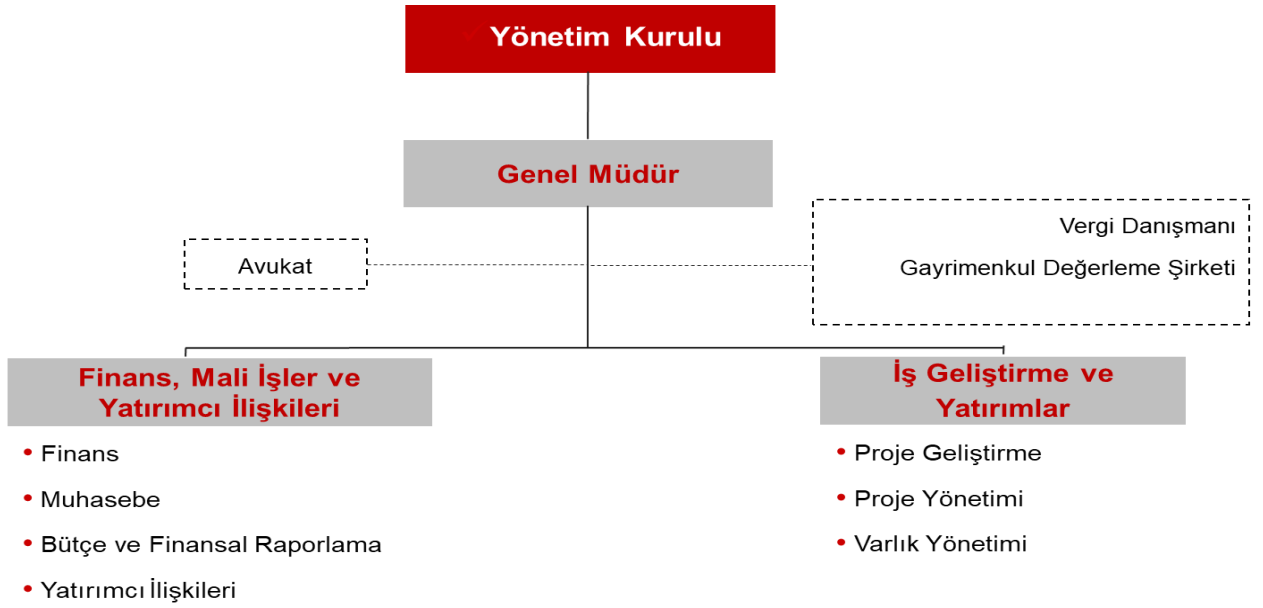 Yönetim Kurulu
Genel Müdür
Vergi Danışmanı
Avukat
Gayrimenkul Değerleme Şirketi
Finans, Mali İşler ve
Yatırımcı İlişkileri
• Finans
• Muhasebe
• Bütçe ve Finansal Raporlama
• Yatırımcı İlişkileri
İş Geliştirme ve
Yatırımlar
• Proje Geliştirme
• Proje Yönetimi
• Varlık Yönetimi